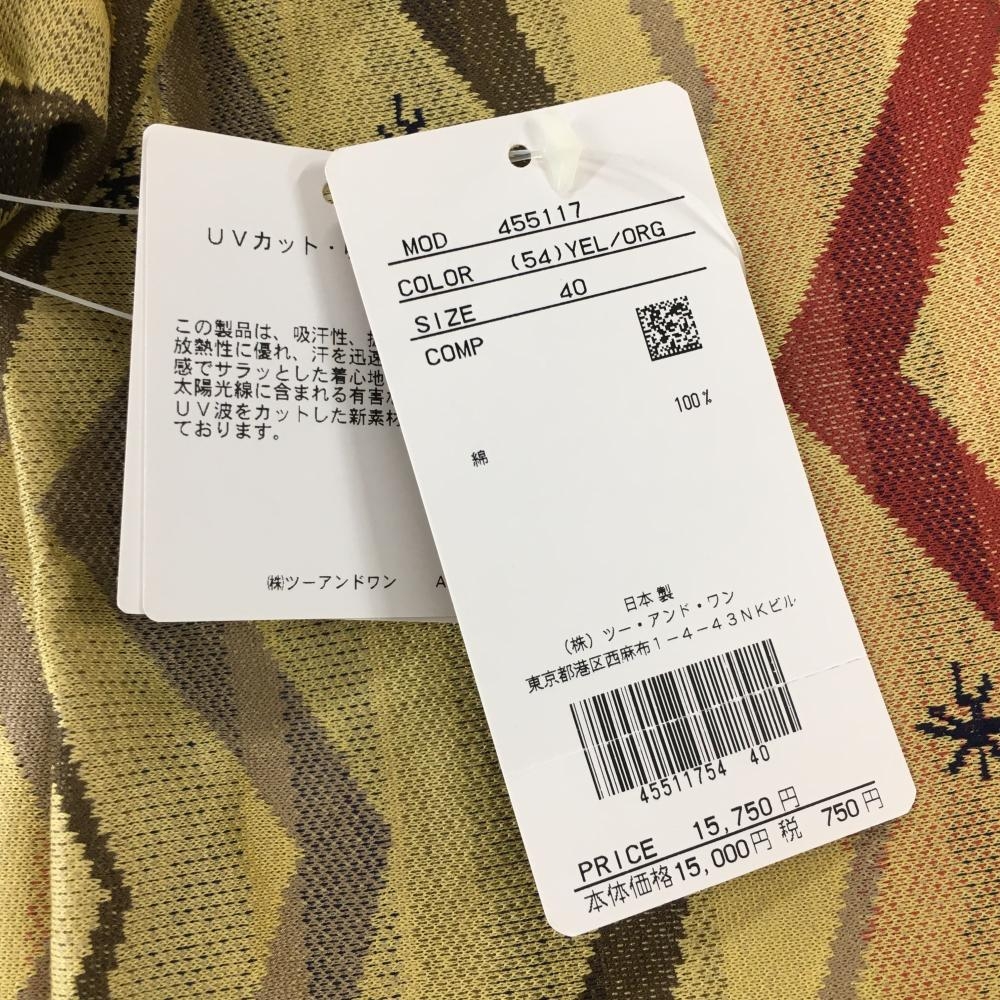 UVカット・
この製品は、吸汗性、
放熱性に優れ、汗を迅速
感でサラッとした着心地
太陽光線に含まれる有害
UV波をカットした新素材
ております。
㈱ツーアンドワン A
MOD 455117
COLOR (54)YEL/ORG
SIZE 40
COMP
100%
綿
日本製
(株) ツー・アンド・ワン
東京都港区西麻布1-4-43NKビル
45511754 40
PRICE 15,750円
本体価格15,000円 税 750円